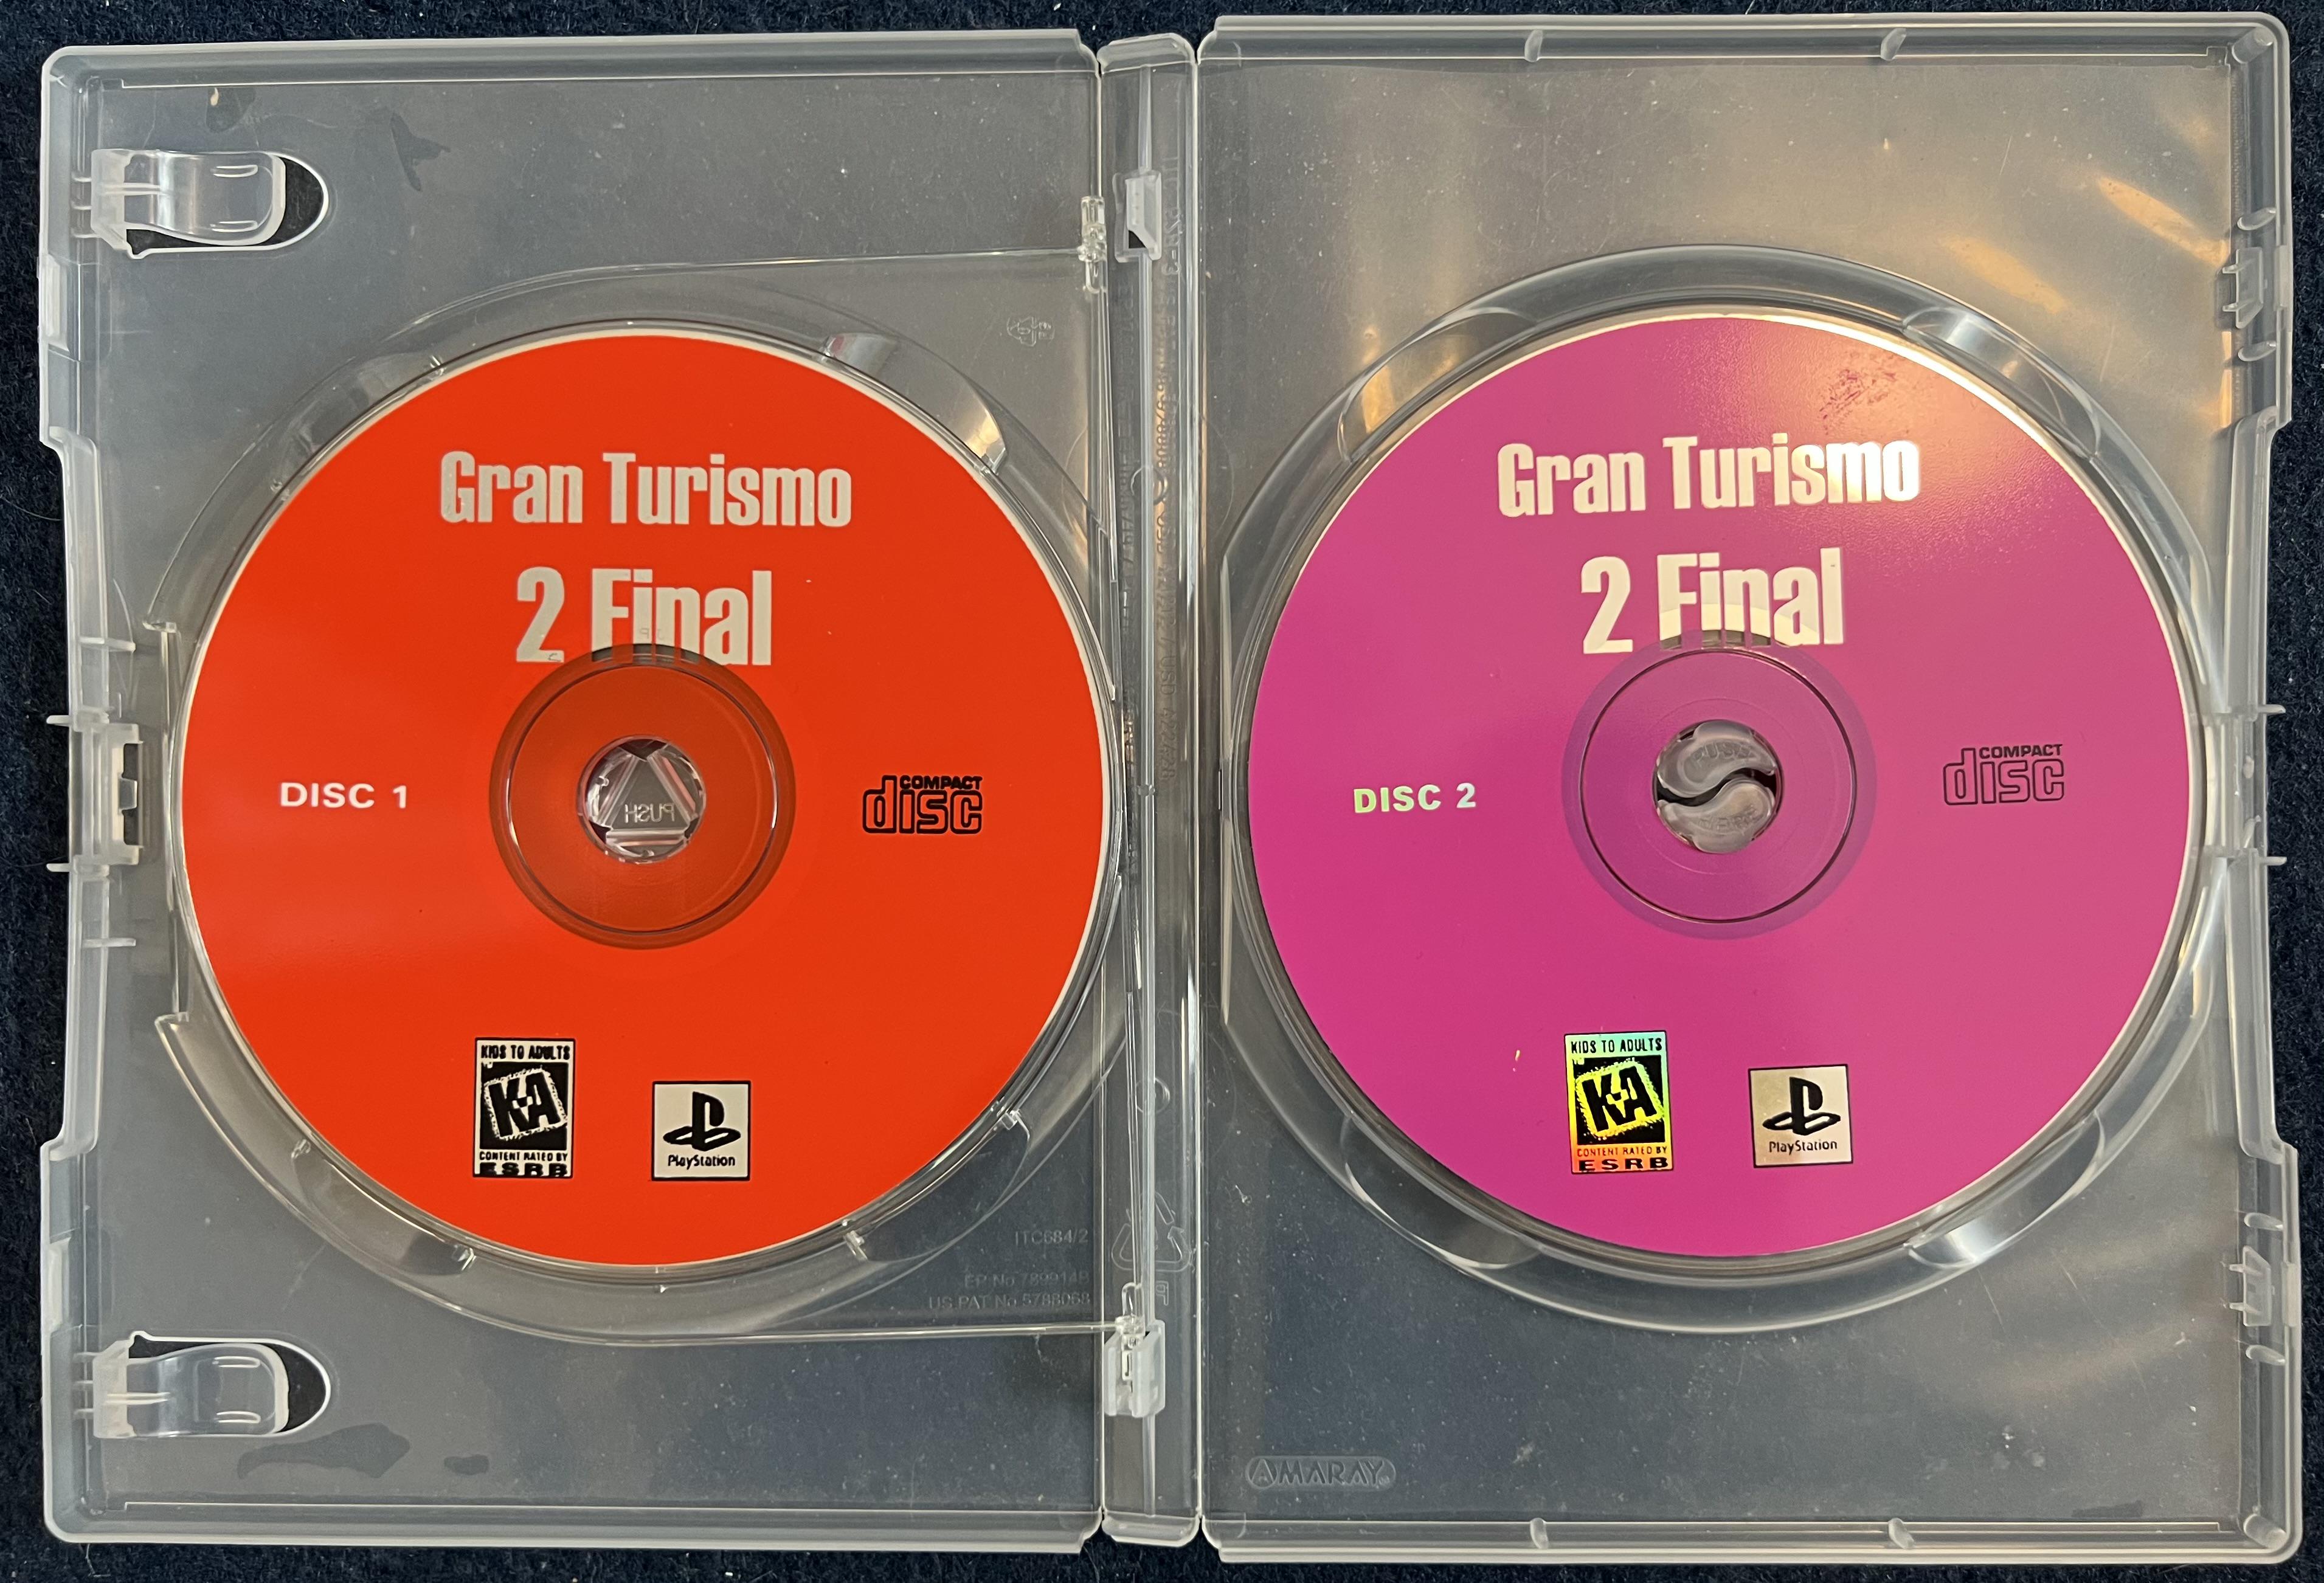 Gran Turismo
2 Final
DISC 1
COMPACT
disc
KIDS TO ADULTS
K-A
CONTENT RATED BY
ESRB
PlayStation
PUSH
ITC684/2
EP No 789914B
US PAT No 5788068
Gran Turismo
2 Final
DISC 2
COMPACT
disc
KIDS TO ADULTS
K-A
CONTENT RATED BY
ESRB
PlayStation
PUSH
AMARAY